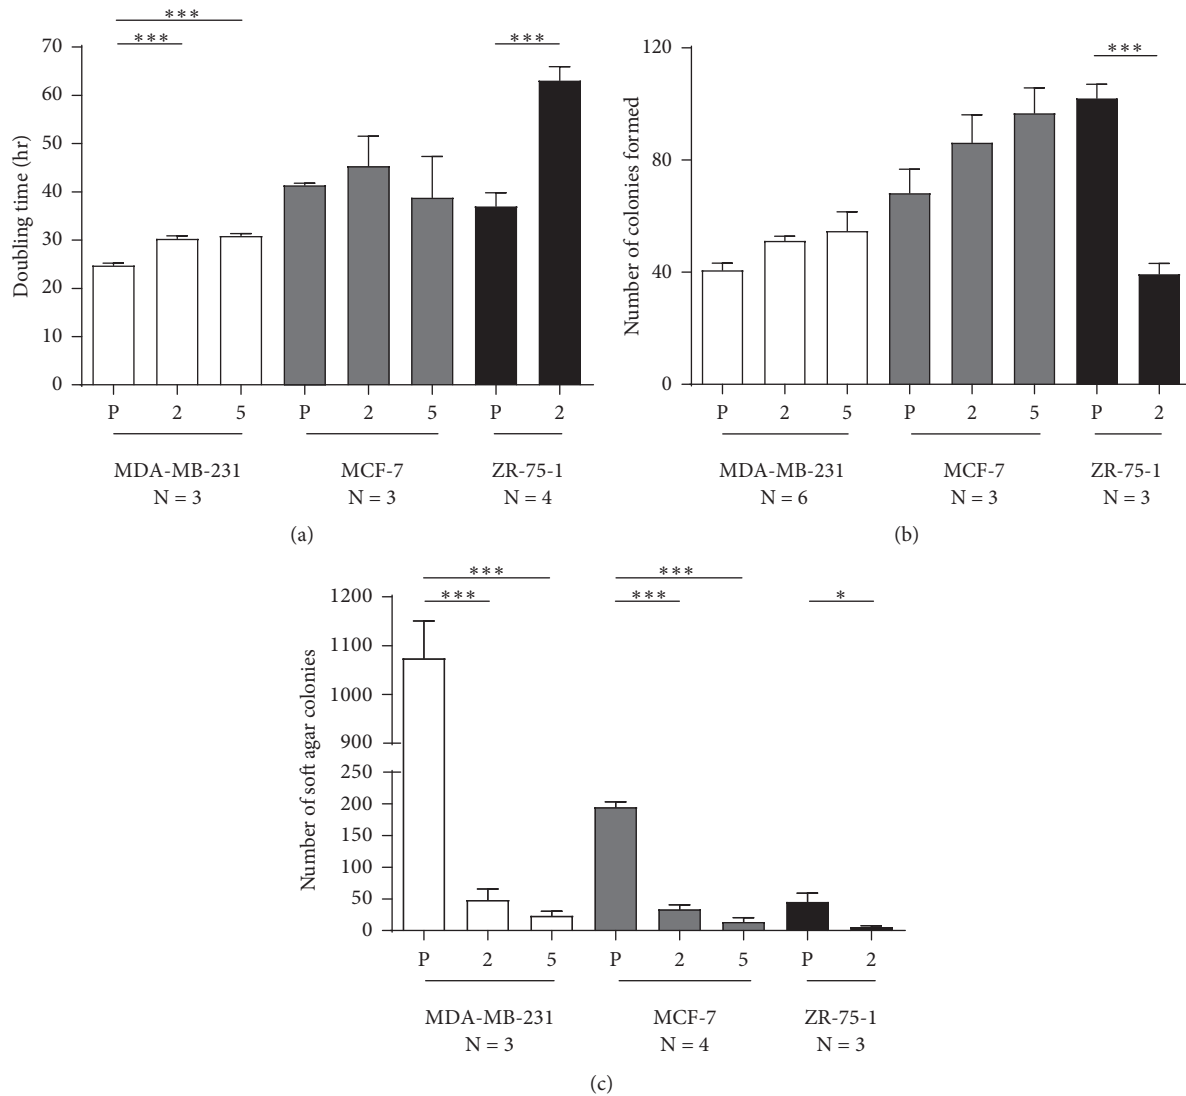 ***
***
***
70
60
50
40
30
20
10
0
Doubling time (hr)
P 2 5 P 2 5 P 2
MDA-MB-231 MCF-7 ZR-75-1
N = 3 N = 3 N = 4
(a)
***
120
80
40
0
Number of colonies formed
P 2 5 P 2 5 P 2
MDA-MB-231 MCF-7 ZR-75-1
N = 6 N = 3 N = 3
(b)
*** ***
*** *** *
1200
1100
1000
900
250
200
150
100
50
0
Number of soft agar colonies
P 2 5 P 2 5 P 2
MDA-MB-231 MCF-7 ZR-75-1
N = 3 N = 4 N = 3
(c)